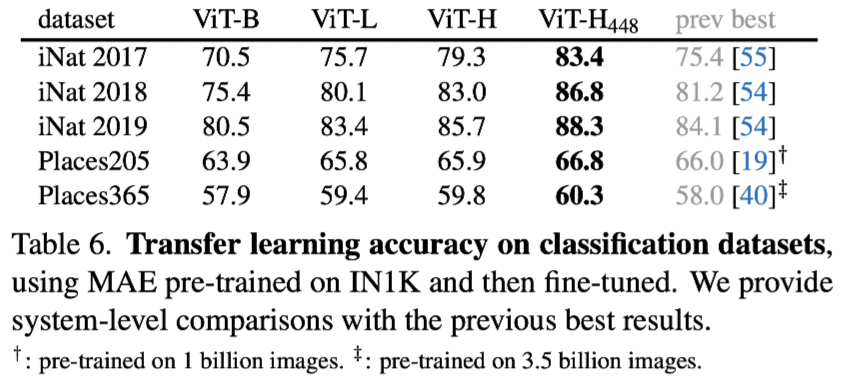 dataset ViT-B ViT-L ViT-H ViT-H448 prev best
iNat 2017 70.5 75.7 79.3 83.4 75.4 [55]
iNat 2018 75.4 80.1 83.0 86.8 81.2 [54]
iNat 2019 80.5 83.4 85.7 88.3 84.1 [54]
Places205 63.9 65.8 65.9 66.8 66.0 [19]†
Places365 57.9 59.4 59.8 60.3 58.0 [40]‡
Table 6. Transfer learning accuracy on classification datasets,
using MAE pre-trained on IN1K and then fine-tuned. We provide
system-level comparisons with the previous best results.
†: pre-trained on 1 billion images. ‡: pre-trained on 3.5 billion images.